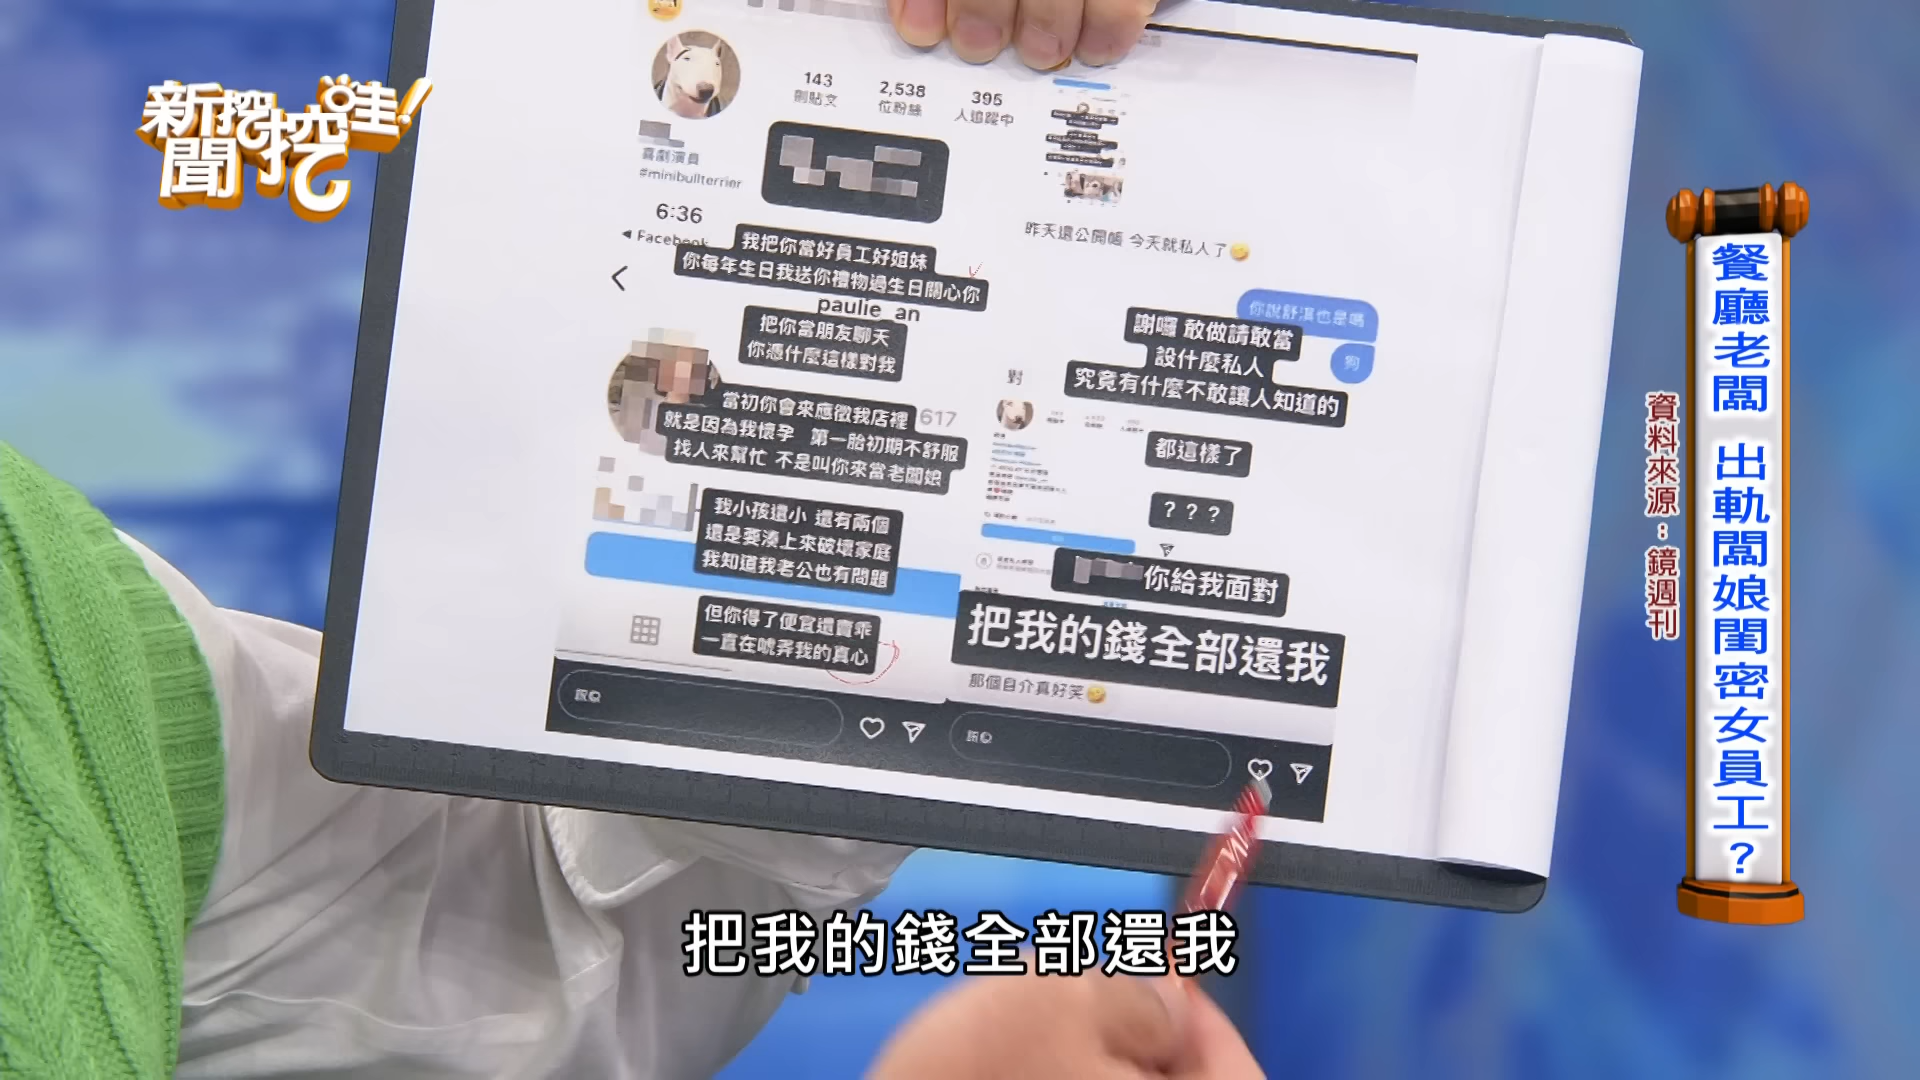 新聞挖挖哇!
143
則貼文
2,538
位粉絲
395
人追蹤中
喜劇演員
#minibullterrier
6:36
Facebook
我把你當好員工好姐妹
你每年生日我送你禮物過生日關心你
paulie_an
把你當朋友聊天
你憑什麼這樣對我
617
當初你會來應徵我店裡
就是因為我懷孕 第一胎初期不舒服
找人來幫忙 不是叫你來當老闆娘
我小孩還小 還有兩個
還是要湊上來破壞家庭
我知道我老公也有問題
但你得了便宜還賣乖
一直在唬弄我的真心
昨天還公開帳 今天就私人了
你說舒淇也是嗎
謝囉 敢做請敢當
設什麼私人
究竟有什麼不敢讓人知道的
狗
對
都這樣了
???
你給我面對
把我的錢全部還我
那個自介真好笑
餐廳老闆 出軌闆娘閨密女員工?
資料來源:鏡週刊
把我的錢全部還我